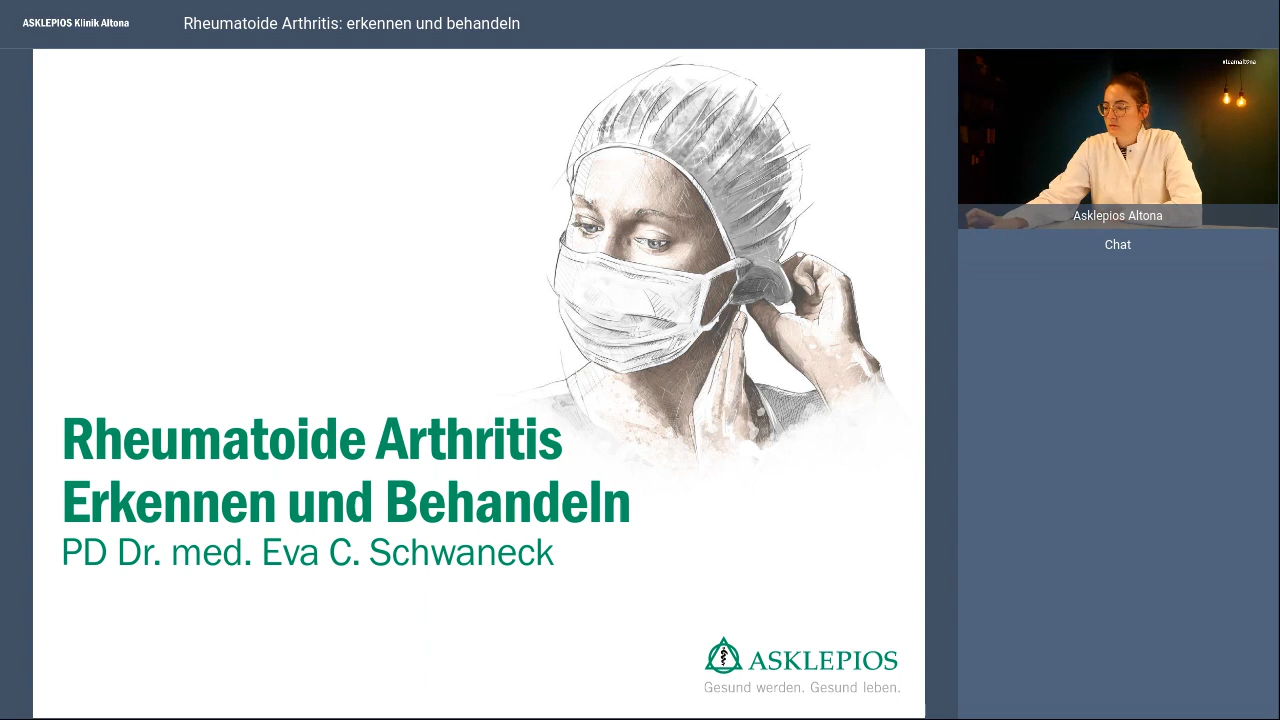 ASKLEPIOS Klinik Altona
Rheumatoide Arthritis: erkennen und behandeln
#teamaltona
Asklepios Altona
Chat
Rheumatoide Arthritis
Erkennen und Behandeln
PD Dr. med. Eva C. Schwaneck
ASKLEPIOS
Gesund werden. Gesund leben.